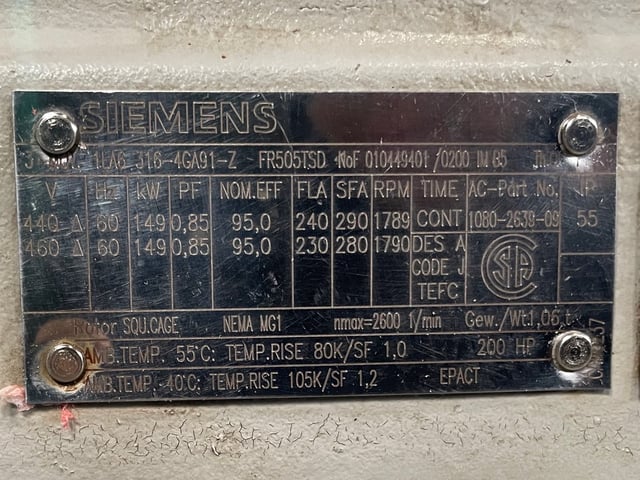 SIEMENS
1LA6 316-4GA91-Z FR505TSD NoF 010449401 /0200 IM B5
V Hz kW PF NOM.EFF FLA SFA RPM TIME AC-Part No. IP
440 Δ 60 149 0,85 95,0 240 290 1789 CONT 1080-2639-09 55
460 Δ 60 149 0,85 95,0 230 280 1790 DES A
CODE J
TEFC
Rotor SQU.CAGE NEMA MG1 nmax-2600 1/min Gew./Wt.1,06 t
AMB.TEMP. 55°C: TEMP.RISE 80K/SF 1,0 200 HP
AMB.TEMP. 40°C: TEMP.RISE 105K/SF 1,2 EPACT